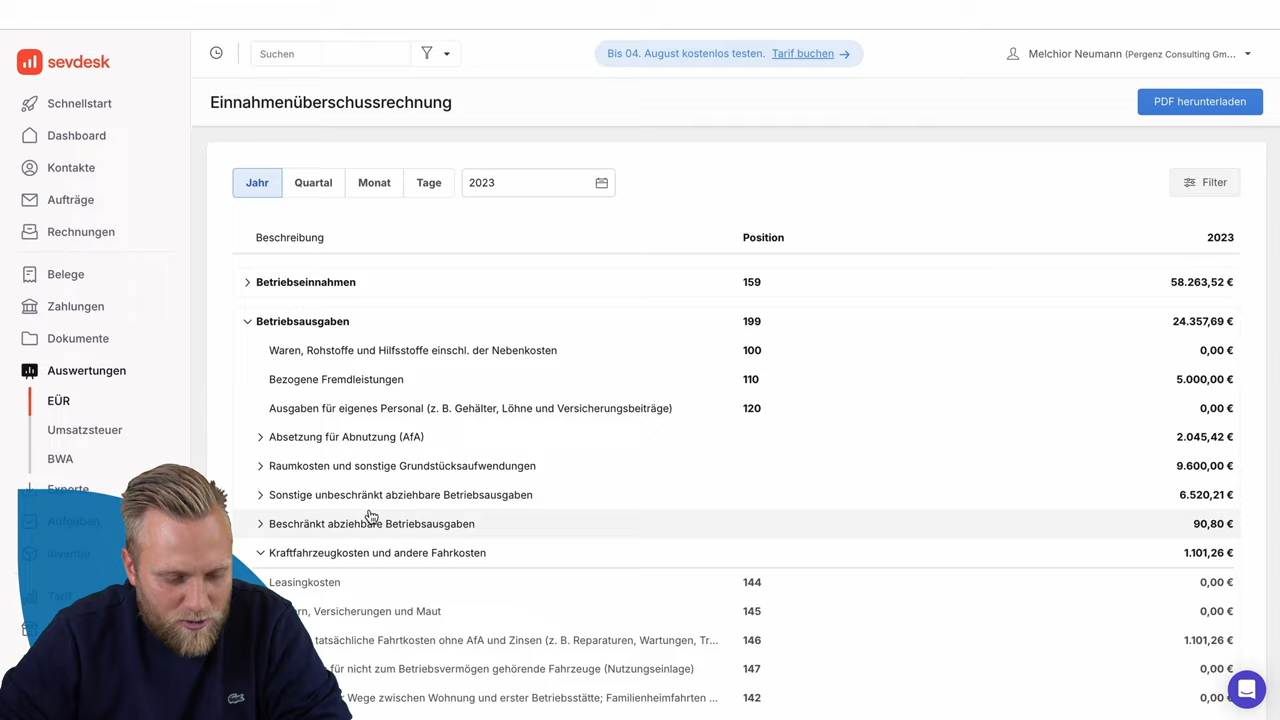 sevdesk
Suchen
Bis 04. August kostenlos testen. Tarif buchen →
Melchior Neumann (Pergenz Consulting Gm...
Schnellstart
Dashboard
Kontakte
Aufträge
Rechnungen
Belege
Zahlungen
Dokumente
Auswertungen
EÜR
Umsatzsteuer
BWA
Exporte
Aufgaben
Inventar
Tarif
Einnahmenüberschussrechnung
PDF herunterladen
Jahr Quartal Monat Tage 2023 Filter
Beschreibung Position 2023
Betriebseinnahmen 159 58.263,52 €
Betriebsausgaben 199 24.357,69 €
Waren, Rohstoffe und Hilfsstoffe einschl. der Nebenkosten 100 0,00 €
Bezogene Fremdleistungen 110 5.000,00 €
Ausgaben für eigenes Personal (z. B. Gehälter, Löhne und Versicherungsbeiträge) 120 0,00 €
Absetzung für Abnutzung (AfA) 2.045,42 €
Raumkosten und sonstige Grundstücksaufwendungen 9.600,00 €
Sonstige unbeschränkt abziehbare Betriebsausgaben 6.520,21 €
Beschränkt abziehbare Betriebsausgaben 90,80 €
Kraftfahrzeugkosten und andere Fahrkosten 1.101,26 €
Leasingkosten 144 0,00 €
rn, Versicherungen und Maut 145 0,00 €
tatsächliche Fahrtkosten ohne AfA und Zinsen (z. B. Reparaturen, Wartungen, Tr... 146 1.101,26 €
für nicht zum Betriebsvermögen gehörende Fahrzeuge (Nutzungseinlage) 147 0,00 €
Wege zwischen Wohnung und erster Betriebsstätte; Familienheimfahrten ... 142 0,00